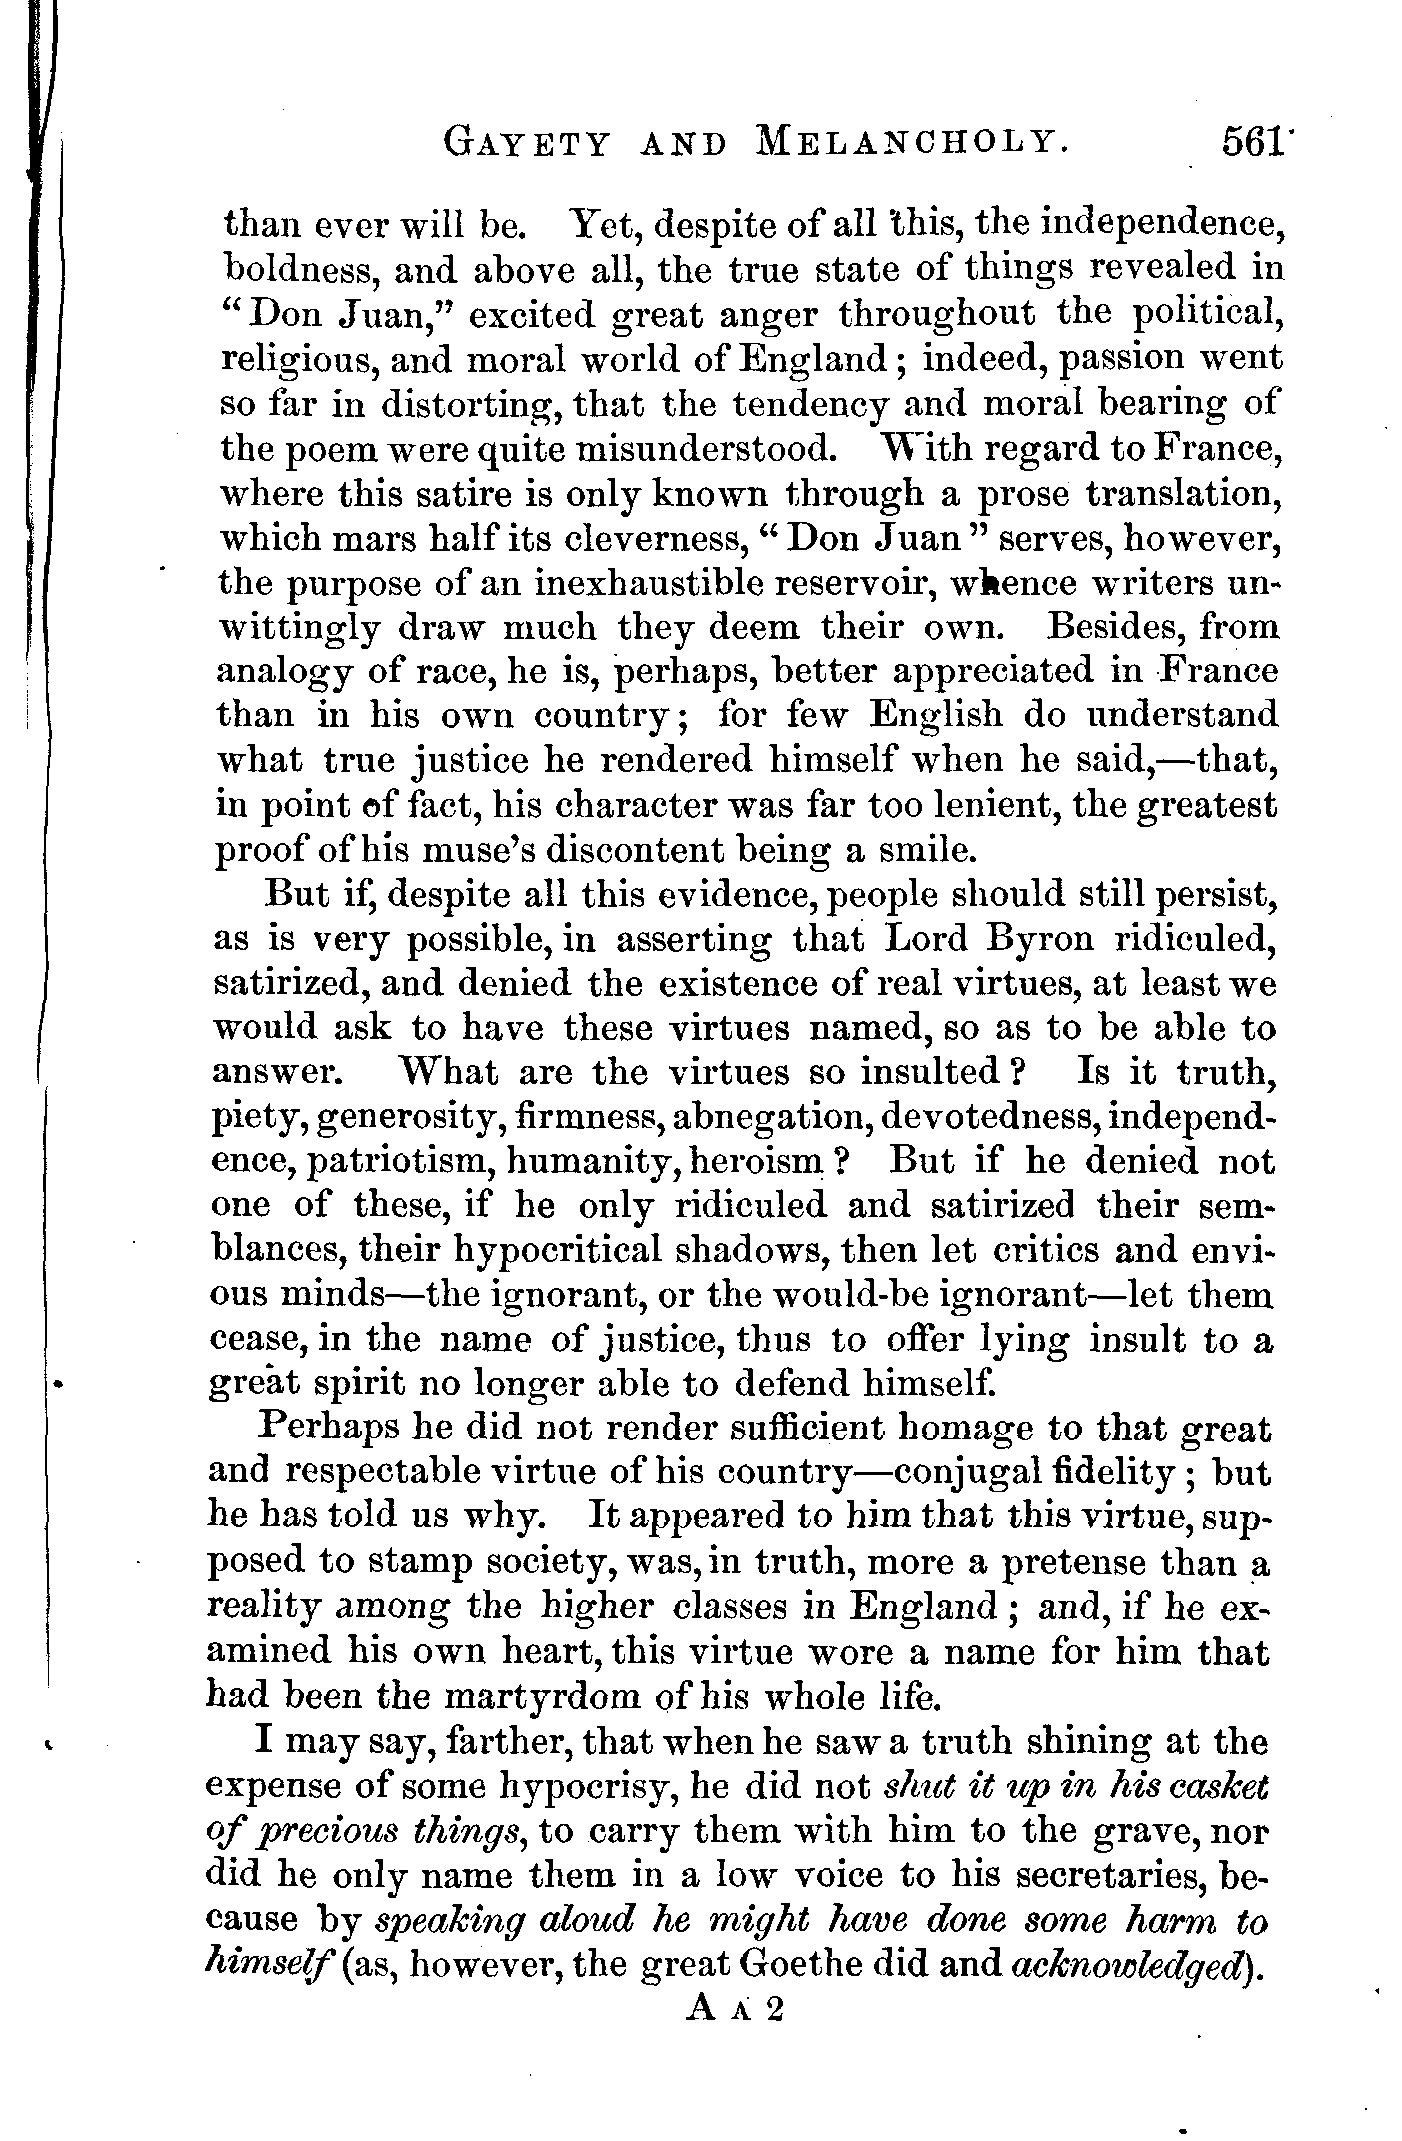 GAYETY AND MELANCHOLY. 561
than ever will be. Yet, despite of all this, the independence,
boldness, and above all, the true state of things revealed in
“Don Juan,” excited great anger throughout the political,
religious, and moral world of England; indeed, passion went
so far in distorting, that the tendency and moral bearing of
the poem were quite misunderstood. With regard to France,
where this satire is only known through a prose translation,
which mars half its cleverness, “Don Juan” serves, however,
the purpose of an inexhaustible reservoir, whence writers un-
wittingly draw much they deem their own. Besides, from
analogy of race, he is, perhaps, better appreciated in France
than in his own country; for few English do understand
what true justice he rendered himself when he said,—that,
in point of fact, his character was far too lenient, the greatest
proof of his muse’s discontent being a smile.
But if, despite all this evidence, people should still persist,
as is very possible, in asserting that Lord Byron ridiculed,
satirized, and denied the existence of real virtues, at least we
would ask to have these virtues named, so as to be able to
answer. What are the virtues so insulted? Is it truth,
piety, generosity, firmness, abnegation, devotedness, independ-
ence, patriotism, humanity, heroism? But if he denied not
one of these, if he only ridiculed and satirized their sem-
blances, their hypocritical shadows, then let critics and envi-
ous minds—the ignorant, or the would-be ignorant—let them
cease, in the name of justice, thus to offer lying insult to a
great spirit no longer able to defend himself.
Perhaps he did not render sufficient homage to that great
and respectable virtue of his country—conjugal fidelity; but
he has told us why. It appeared to him that this virtue, sup-
posed to stamp society, was, in truth, more a pretense than a
reality among the higher classes in England; and, if he ex-
amined his own heart, this virtue wore a name for him that
had been the martyrdom of his whole life.
I may say, farther, that when he saw a truth shining at the
expense of some hypocrisy, he did not shut it up in his casket
of precious things, to carry them with him to the grave, nor
did he only name them in a low voice to his secretaries, be-
cause by speaking aloud he might have done some harm to
himself (as, however, the great Goethe did and acknowledged).
A A 2